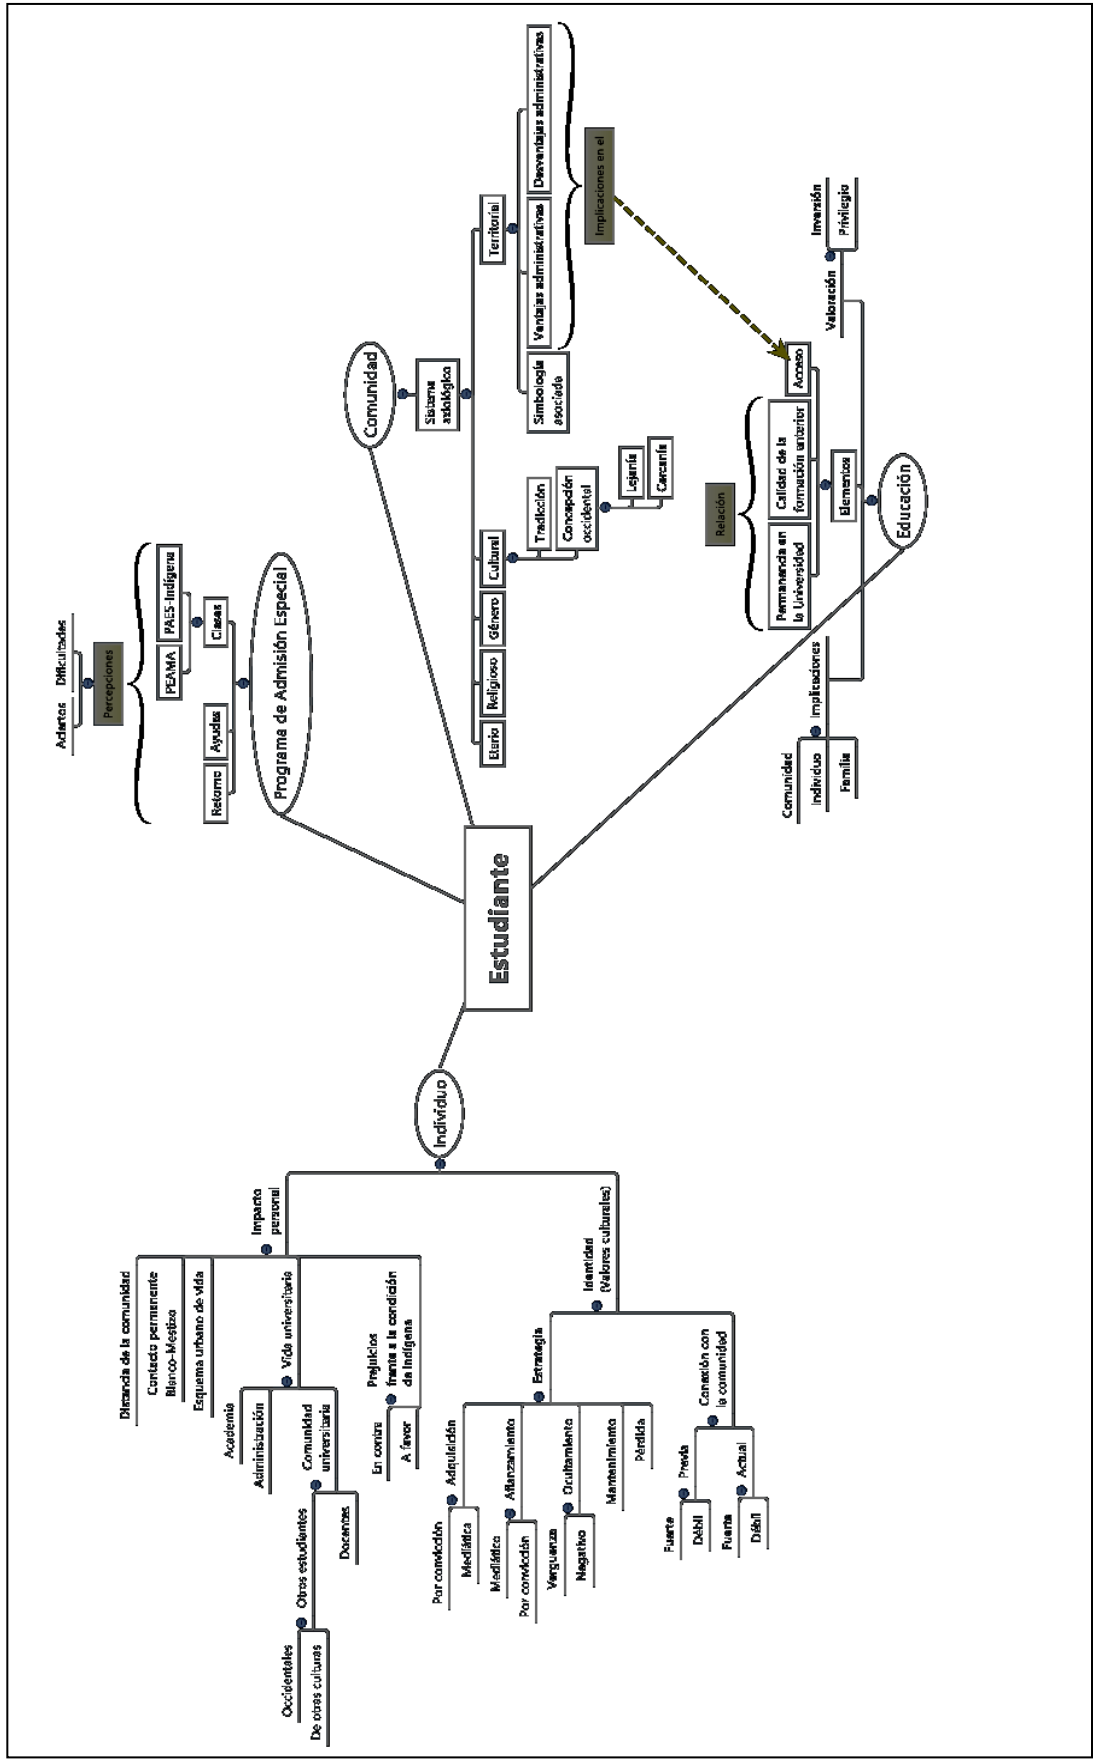 Estudiante
Individuo
Impacto
personal
Distancia de la comunidad
Contacto permanente
Blanco-Mestizo
Esquema urbano de vida
Vida universitaria
Academia
Administración
Comunidad
universitaria
Otros estudiantes
Occidentales
De otras culturas
Docentes
Prejuicios
frente a la condición
de indígena
En contra
A favor
Identidad
(Valores culturales)
Estrategia
Adquisición
Por convicción
Mediática
Afianzamiento
Mediático
Por convicción
Ocultamiento
Verguenza
Negativo
Mantenimiento
Pérdida
Conexión con
la comunidad
Previa
Fuerte
Débil
Actual
Fuerte
Débil
Programa de Admisión Especial
Retorno
Ayudas
Clases
PEAMA
PAES-Indígena
Percepciones
Aciertos
Dificultades
Comunidad
Sistema
axiológico
Etario
Religioso
Género
Cultural
Tradicción
Concepción
occidental
Lejanía
Cercanía
Territorial
Simbología
asociada
Ventajas administrativas
Desventajas administrativas
Implicaciones en el
Educación
Implicaciones
Comunidad
Individuo
Familia
Elementos
Permanencia en
la Universidad
Calidad de la
formación anterior
Acceso
Relación
Valoración
Inversión
Privilegio